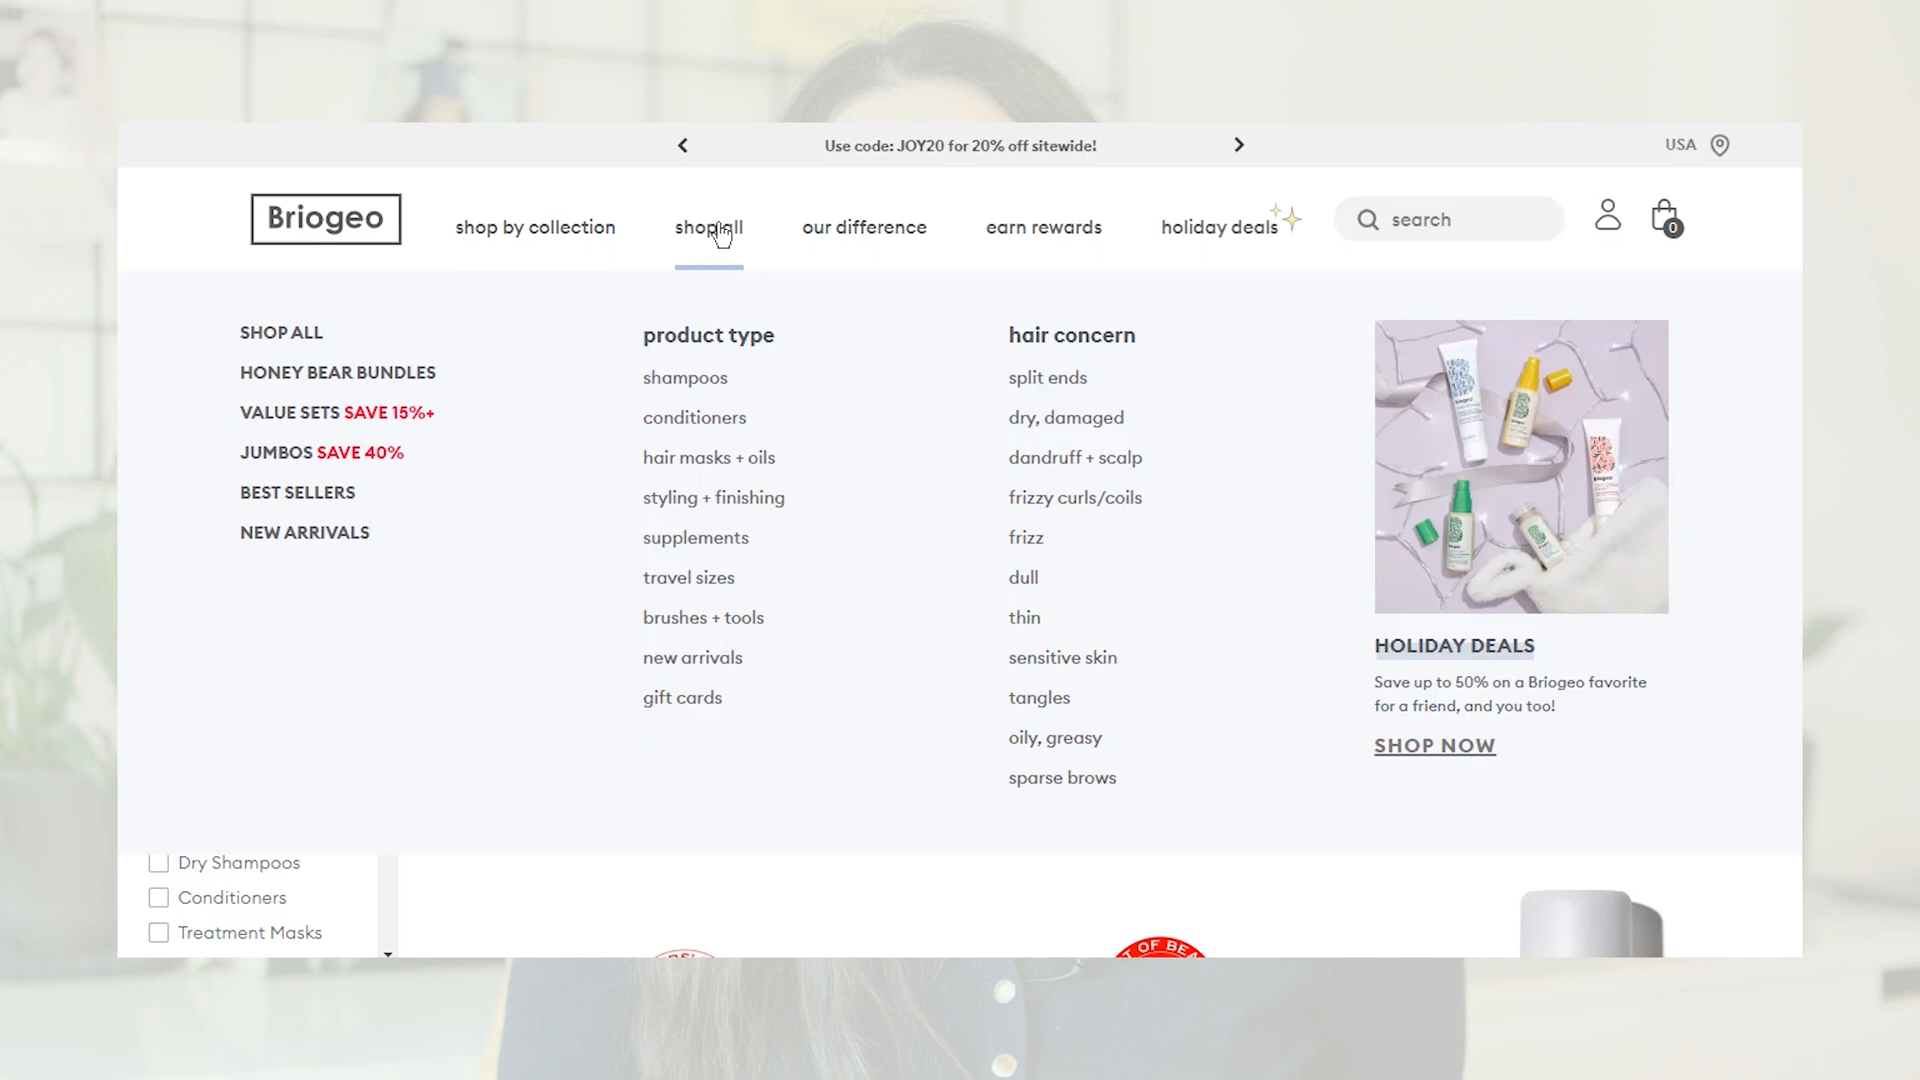 Use code: JOY20 for 20% off sitewide!
USA
Briogeo
shop by collection
shop all
our difference
earn rewards
holiday deals
search
0
SHOP ALL
HONEY BEAR BUNDLES
VALUE SETS SAVE 15%+
JUMBOS SAVE 40%
BEST SELLERS
NEW ARRIVALS
product type
shampoos
conditioners
hair masks + oils
styling + finishing
supplements
travel sizes
brushes + tools
new arrivals
gift cards
hair concern
split ends
dry, damaged
dandruff + scalp
frizzy curls/coils
frizz
dull
thin
sensitive skin
tangles
oily, greasy
sparse brows
HOLIDAY DEALS
Save up to 50% on a Briogeo favorite
for a friend, and you too!
SHOP NOW
Dry Shampoos
Conditioners
Treatment Masks
OF BE